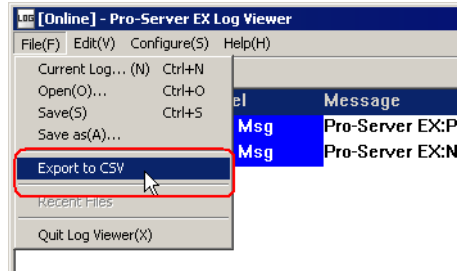 LOG [Online] - Pro-Server EX Log Viewer
File(F) Edit(V) Configure(S) Help(H)
Current Log... (N) Ctrl+N
Open(O)... Ctrl+O
Save(S) Ctrl+S
Save as(A)...
Export to CSV
Recent Files
Quit Log Viewer(X)
el Message
Msg Pro-Server EX:P
Msg Pro-Server EX:N